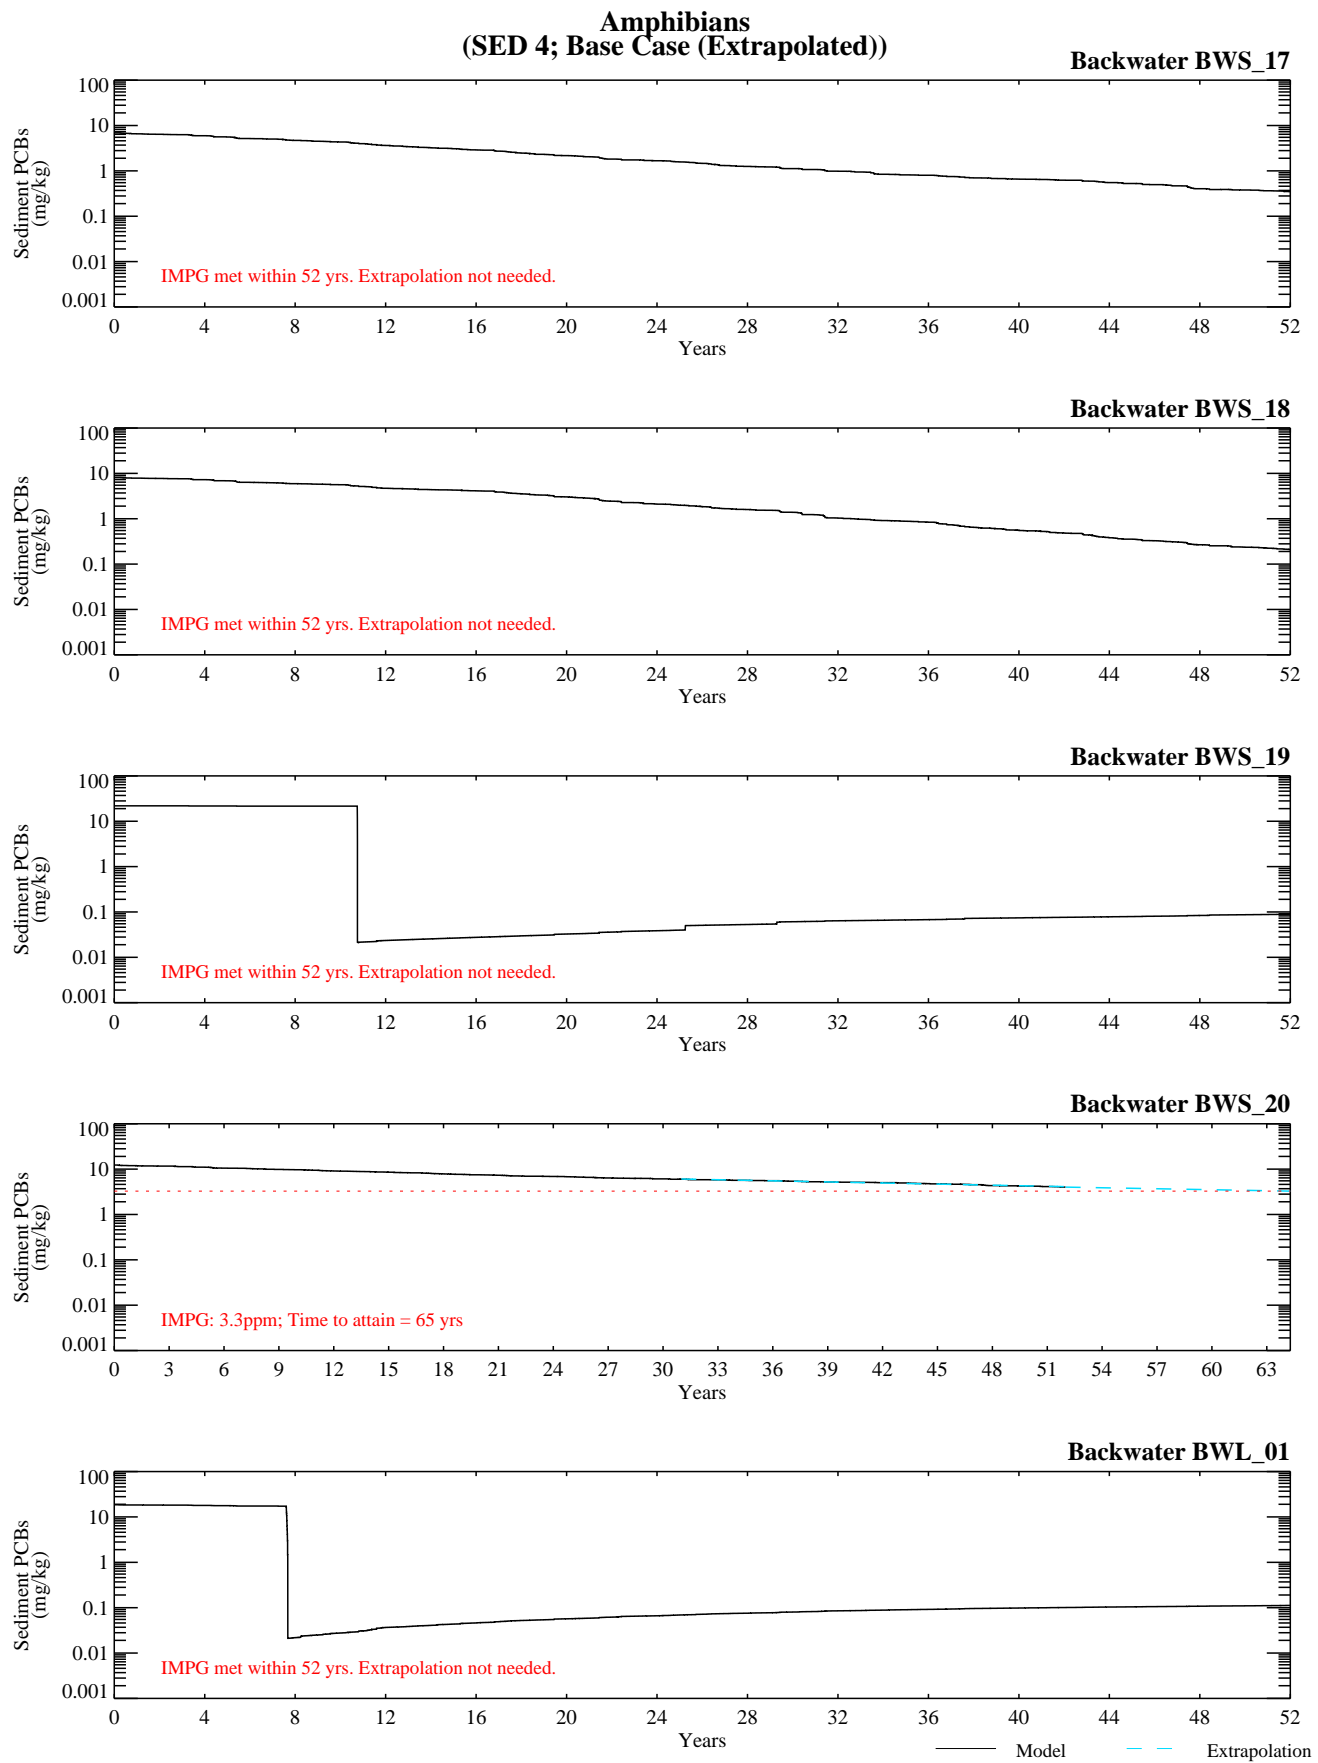 Amphibians
(SED 4; Base Case (Extrapolated))
Backwater BWS_17
100
10
1
0.1
0.01
0.001
Sediment PCBs
(mg/kg)
IMPG met within 52 yrs. Extrapolation not needed.
0 4 8 12 16 20 24 28 32 36 40 44 48 52
Years
Backwater BWS_18
100
10
1
0.1
0.01
0.001
Sediment PCBs
(mg/kg)
IMPG met within 52 yrs. Extrapolation not needed.
0 4 8 12 16 20 24 28 32 36 40 44 48 52
Years
Backwater BWS_19
100
10
1
0.1
0.01
0.001
Sediment PCBs
(mg/kg)
IMPG met within 52 yrs. Extrapolation not needed.
0 4 8 12 16 20 24 28 32 36 40 44 48 52
Years
Backwater BWS_20
100
10
1
0.1
0.01
0.001
Sediment PCBs
(mg/kg)
IMPG: 3.3ppm; Time to attain = 65 yrs
0 3 6 9 12 15 18 21 24 27 30 33 36 39 42 45 48 51 54 57 60 63
Years
Backwater BWL_01
100
10
1
0.1
0.01
0.001
Sediment PCBs
(mg/kg)
IMPG met within 52 yrs. Extrapolation not needed.
0 4 8 12 16 20 24 28 32 36 40 44 48 52
Years
Model Extrapolation